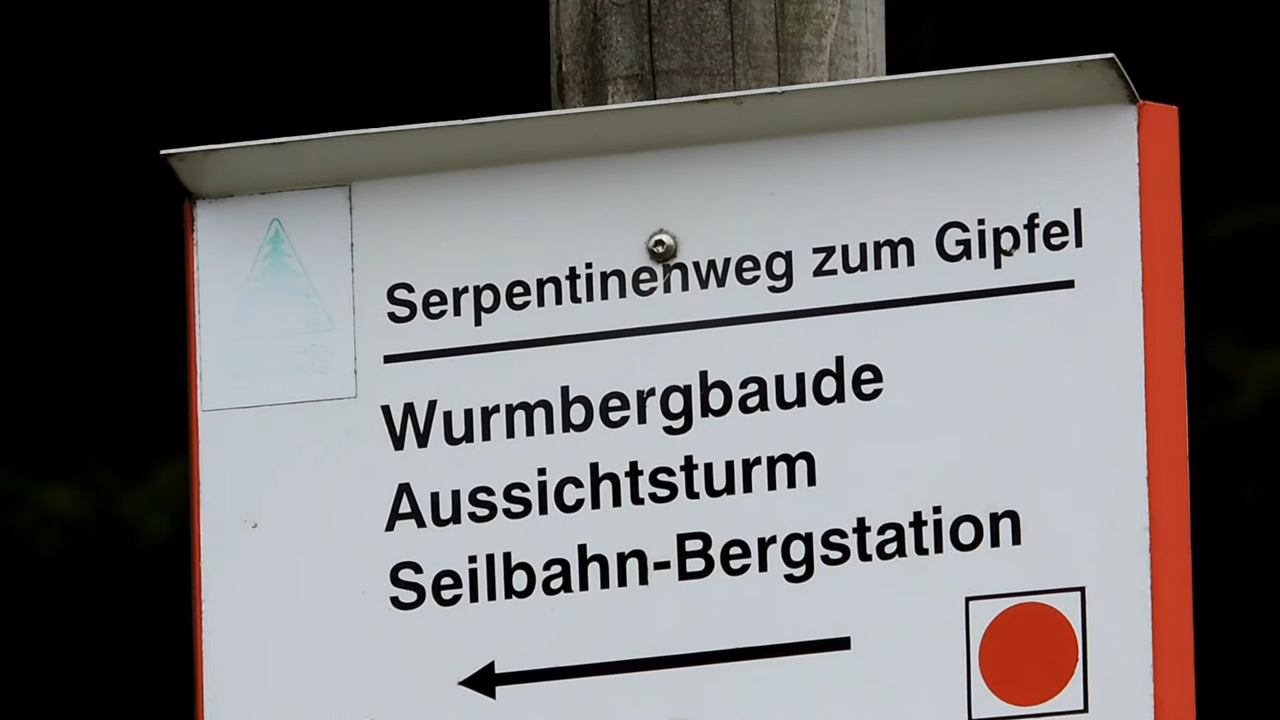 Serpentinenweg zum Gipfel
Wurmbergbaude
Aussichtsturm
Seilbahn-Bergstation